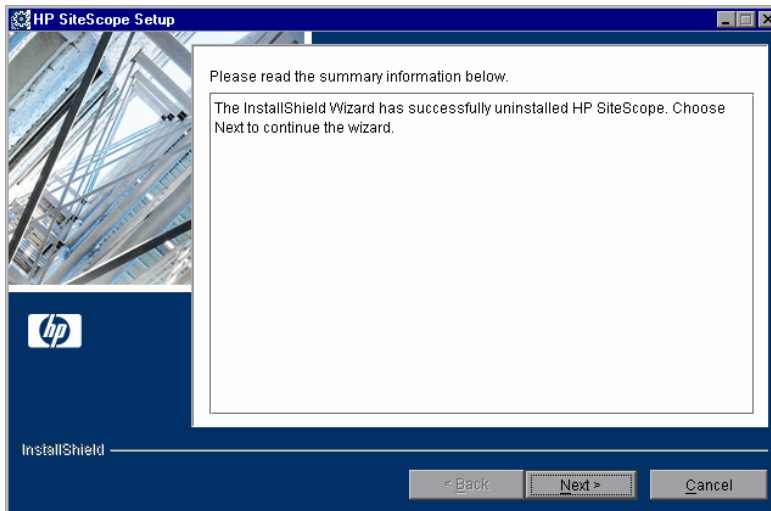 HP SiteScope Setup
Please read the summary information below.
The InstallShield Wizard has successfully uninstalled HP SiteScope. Choose
Next to continue the wizard.
hp
InstallShield
< Back
Next >
Cancel